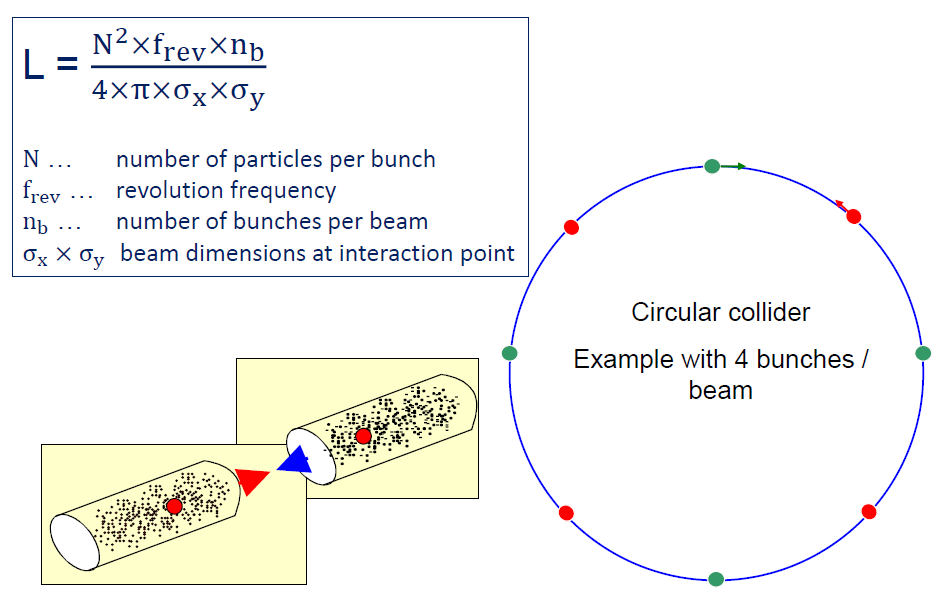 L = N²×f_rev×n_b / 4×π×σ_x×σ_y
N … number of particles per bunch
f_rev … revolution frequency
n_b … number of bunches per beam
σ_x × σ_y beam dimensions at interaction point
Circular collider
Example with 4 bunches /
beam